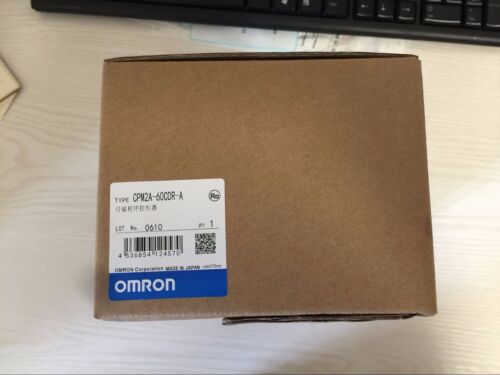 TYPE CPM2A-60CDR-A
可编程序控制器
LOT No. 0610 QTY. 1
4 536854 124570
OMRON Corporation MADE IN JAPAN
OMRON